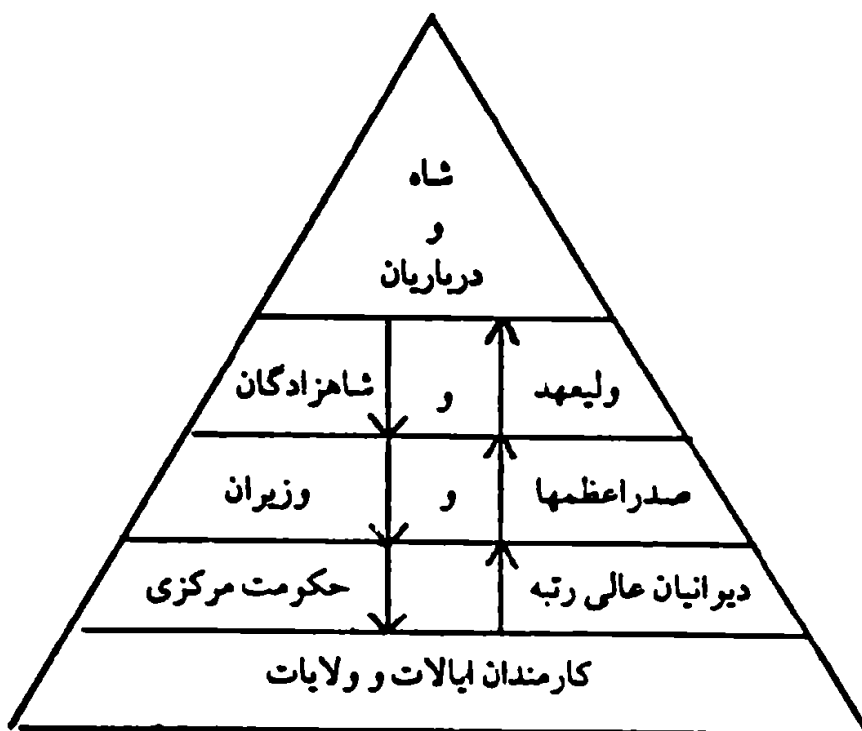 شاه
و
درباریان
ولیعهد و شاهزادگان
صدراعظمها و وزیران
دیوانیان عالی رتبه حکومت مرکزی
کارمندان ایالات و ولایات